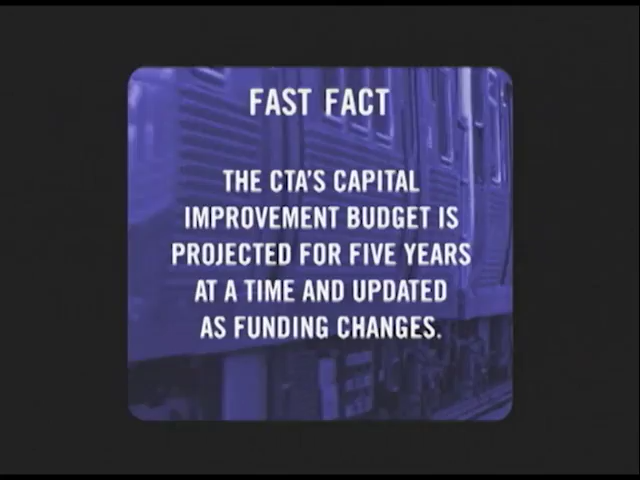 FAST FACT
THE CTA'S CAPITAL
IMPROVEMENT BUDGET IS
PROJECTED FOR FIVE YEARS
AT A TIME AND UPDATED
AS FUNDING CHANGES.